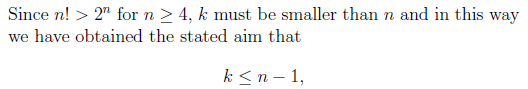 Since n! > 2ⁿ for n ≥ 4, k must be smaller than n and in this way
we have obtained the stated aim that
k ≤ n − 1,